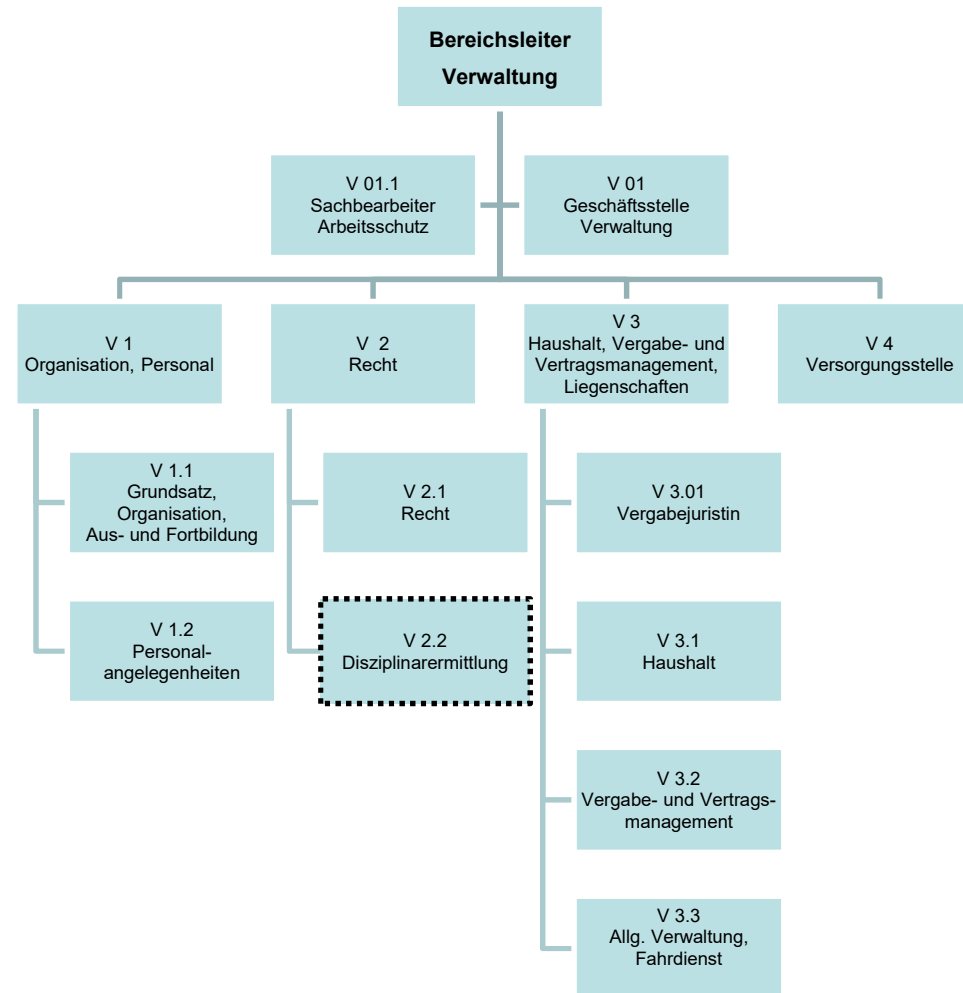 Bereichsleiter
Verwaltung
V 01.1
Sachbearbeiter
Arbeitsschutz
V 01
Geschäftsstelle
Verwaltung
V 1
Organisation, Personal
V 2
Recht
V 3
Haushalt, Vergabe- und
Vertragsmanagement,
Liegenschaften
V 4
Versorgungsstelle
V 1.1
Grundsatz,
Organisation,
Aus- und Fortbildung
V 2.1
Recht
V 3.01
Vergabejuristin
V 1.2
Personal-
angelegenheiten
V 2.2
Disziplinarermittlung
V 3.1
Haushalt
V 3.2
Vergabe- und Vertrags-
management
V 3.3
Allg. Verwaltung,
Fahrdienst